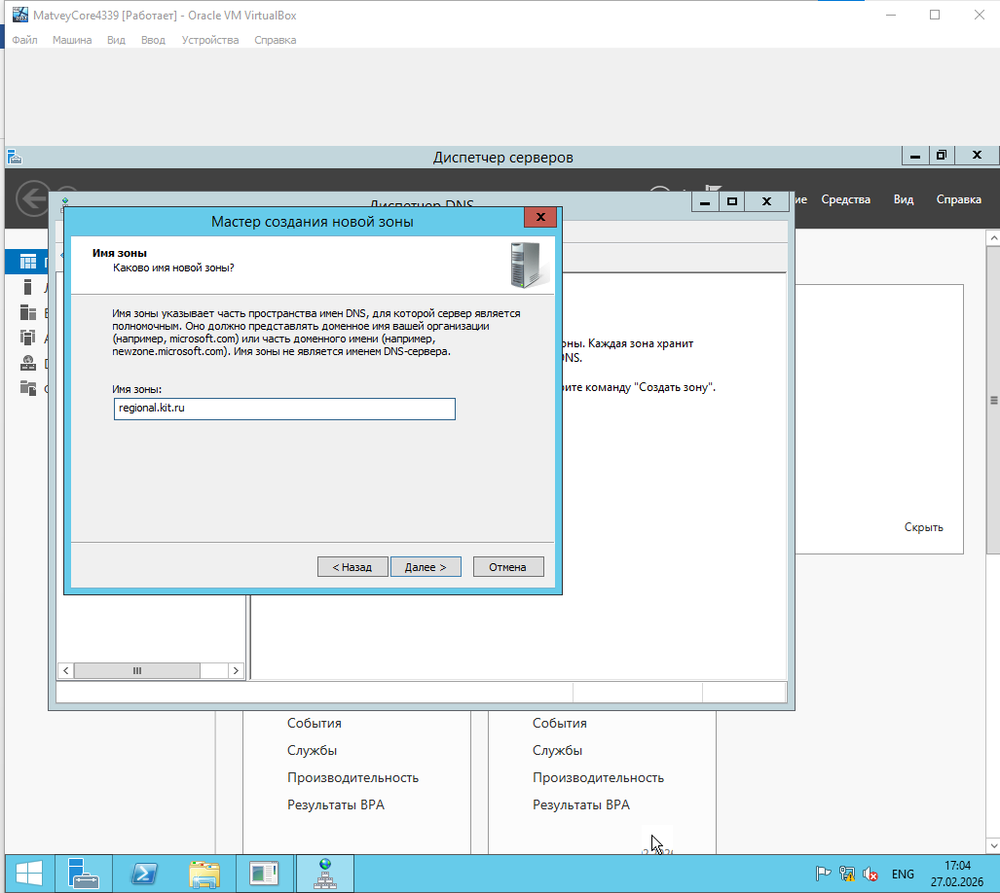 MatveyCore4339 [Работает] - Oracle VM VirtualBox
Файл Машина Вид Ввод Устройства Справка
Диспетчер серверов
Средства Вид Справка
Диспетчер DNS
Мастер создания новой зоны
Имя зоны
Каково имя новой зоны?
Имя зоны указывает часть пространства имен DNS, для которой сервер является
полномочным. Оно должно представлять доменное имя вашей организации
(например, microsoft.com) или часть доменного имени (например,
newzone.microsoft.com). Имя зоны не является именем DNS-сервера.
Имя зоны:
regional.kit.ru
< Назад Далее > Отмена
Каждая зона хранит
команду "Создать зону".
Скрыть
События События
Службы Службы
Производительность Производительность
Результаты BPA Результаты BPA
ENG
17:04
27.02.2026